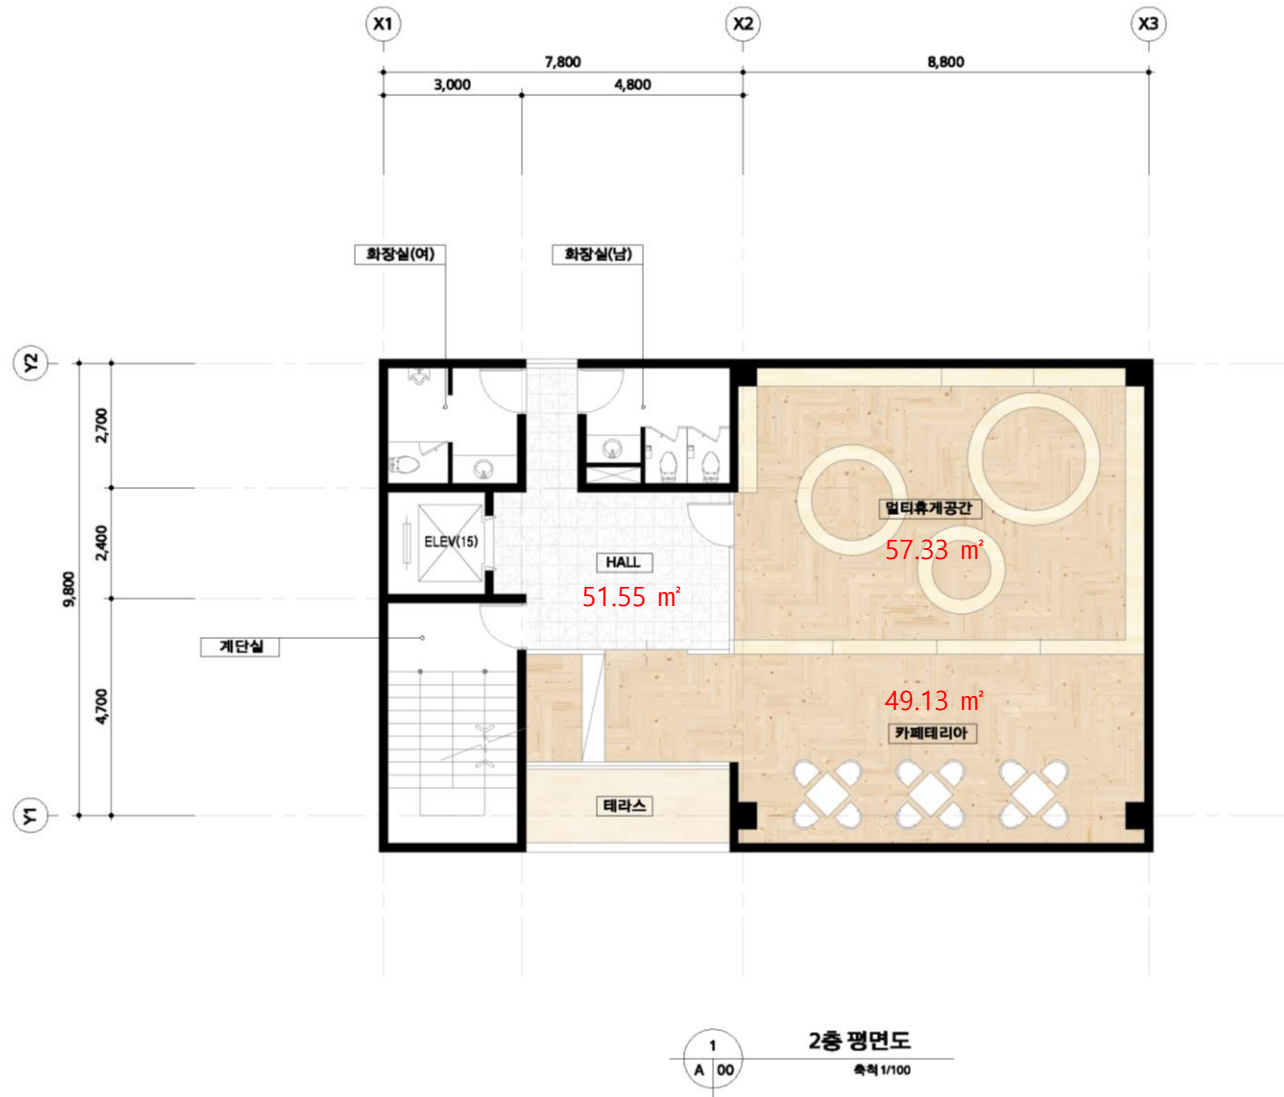 X1
X2
X3
7,800
8,800
3,000
4,800
화장실(여)
화장실(남)
Y2
2,700
멀티휴게공간
57.33 ㎡
ELEV(15)
2,400
HALL
51.55 ㎡
9,800
계단실
4,700
49.13 ㎡
카페테리아
테라스
Y1
1
A 00
2층 평면도
축척 1/100